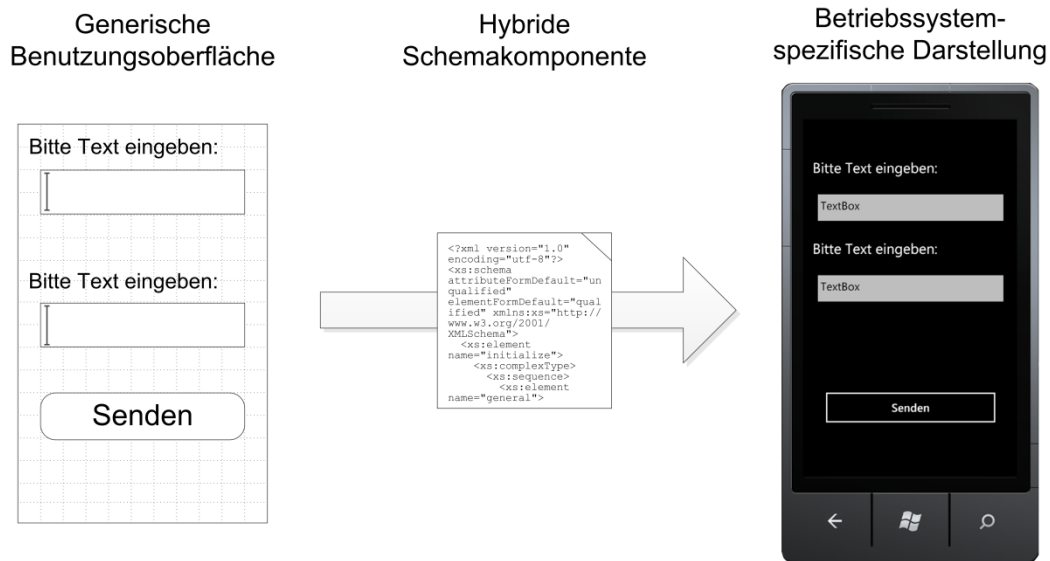 Generische
Benutzungsoberfläche
Bitte Text eingeben:
Bitte Text eingeben:
Senden
Hybride
Schemakomponente
<?xml version="1.0"
encoding="utf-8"?>
<xs:schema
attributeFormDefault="un
qualified"
elementFormDefault="qual
ified" xmlns:xs="http://
www.w3.org/2001/
XMLSchema">
<xs:element
name="initialize">
<xs:complexType>
<xs:sequence>
<xs:element
name="general">
Betriebssystem-
spezifische Darstellung
Bitte Text eingeben:
TextBox
Bitte Text eingeben:
TextBox
Senden